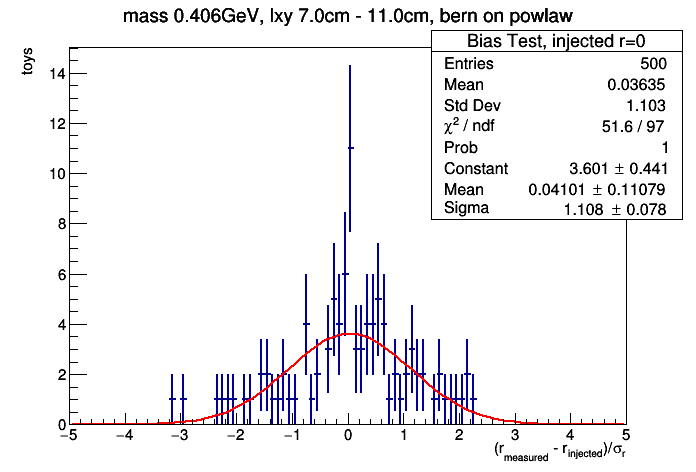 mass 0.406GeV, lxy 7.0cm - 11.0cm, bern on powlaw
Bias Test, injected r=0
Entries 500
Mean 0.03635
Std Dev 1.103
χ² / ndf 51.6 / 97
Prob 1
Constant 3.601 ± 0.441
Mean 0.04101 ± 0.11079
Sigma 1.108 ± 0.078
toys
14
12
10
8
6
4
2
0
−5 −4 −3 −2 −1 0 1 2 3 4 5
(r_measured - r_injected)/σ_r